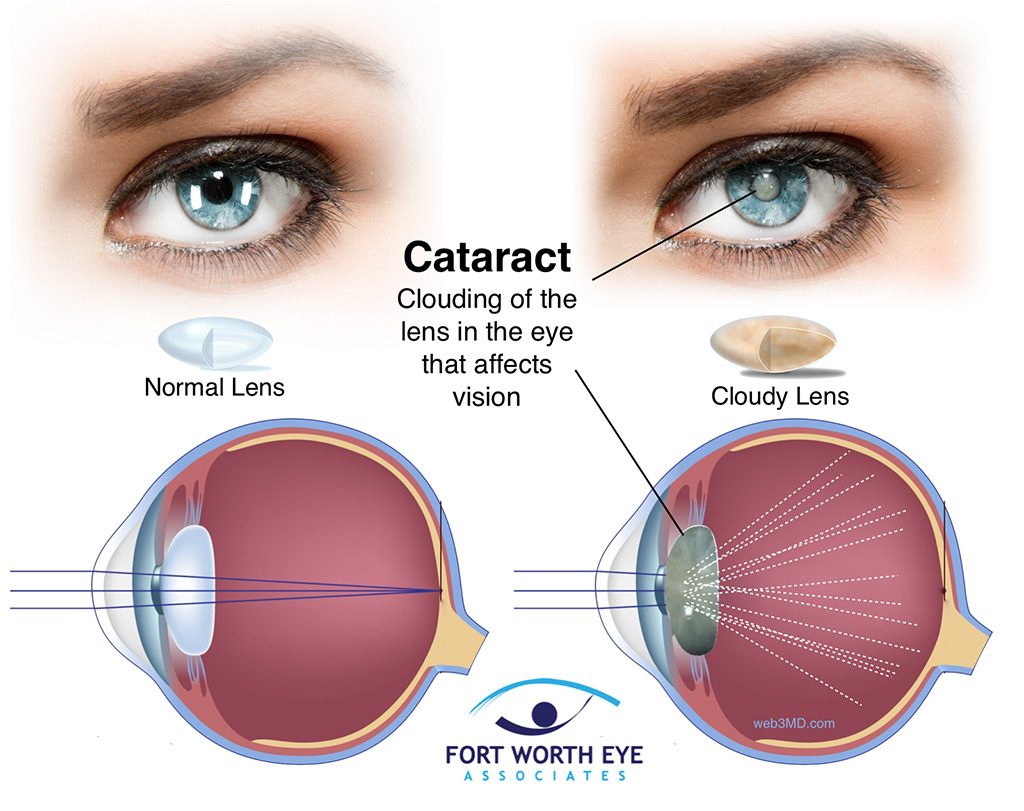 Cataract
Clouding of the
lens in the eye
that affects
vision
Normal Lens
Cloudy Lens
web3MD.com
FORT WORTH EYE
ASSOCIATES